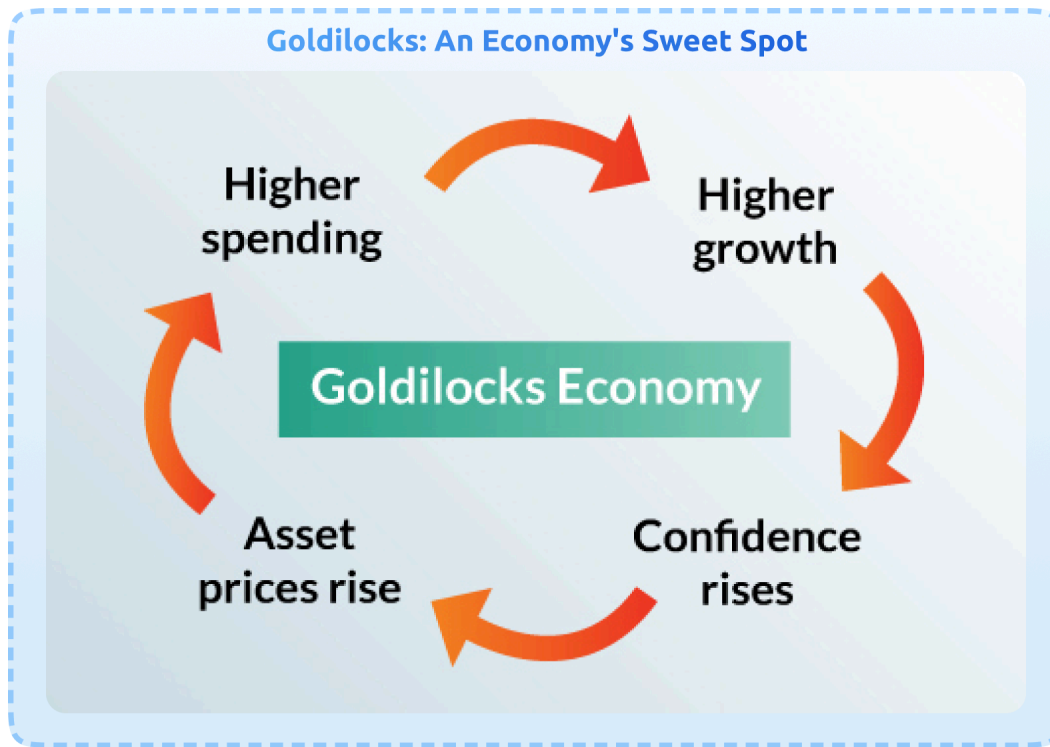 Goldilocks: An Economy's Sweet Spot
Higher
spending
Higher
growth
Goldilocks Economy
Asset
prices rise
Confidence
rises